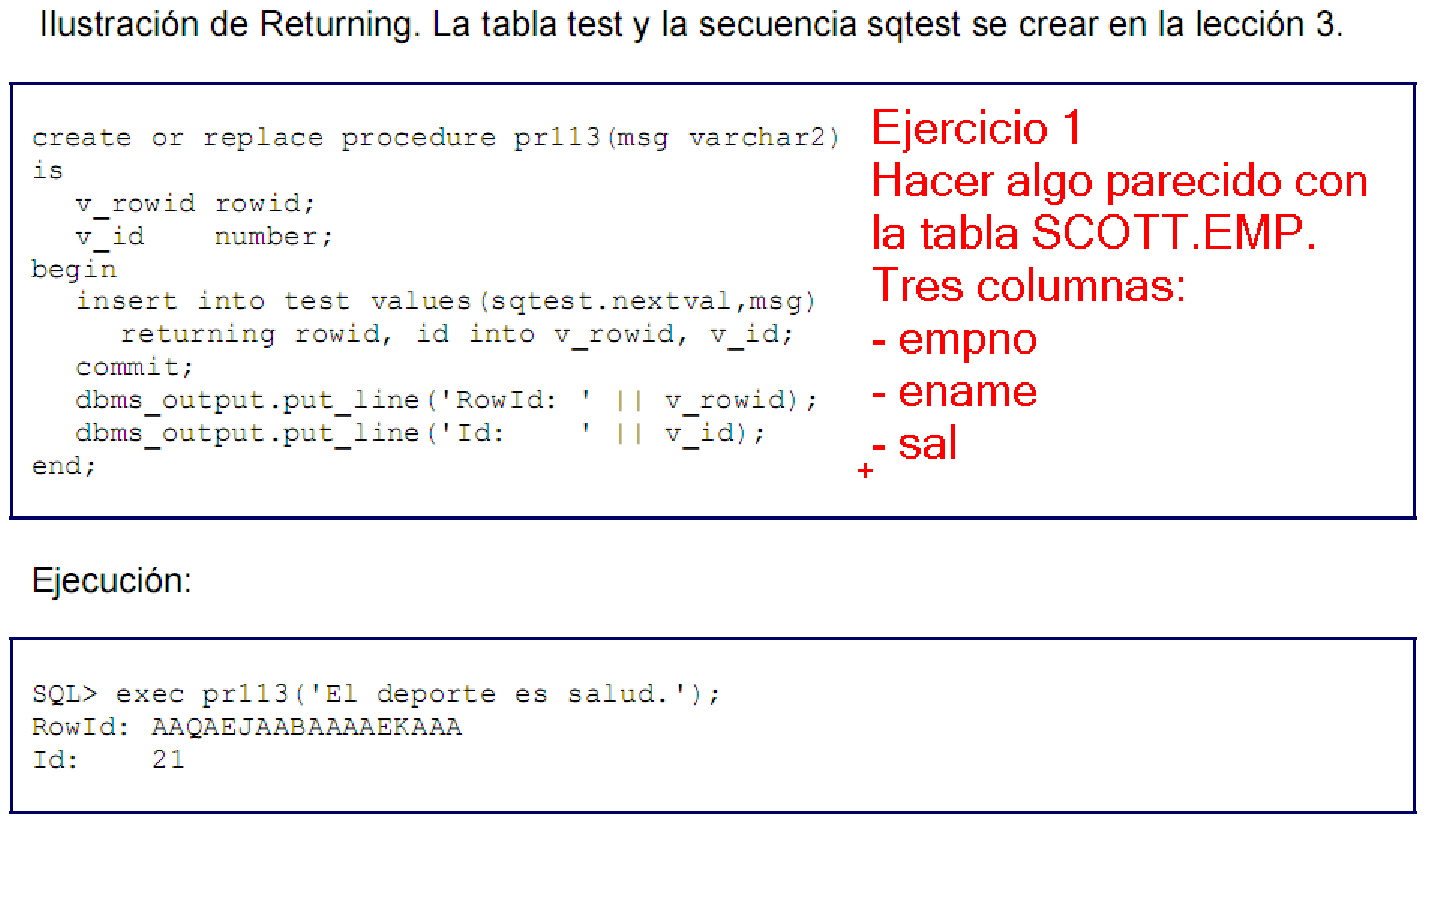 Ilustración de Returning. La tabla test y la secuencia sqtest se crear en la lección 3.
create or replace procedure pr113(msg varchar2)
is
v_rowid rowid;
v_id number;
begin
insert into test values(sqtest.nextval,msg)
returning rowid, id into v_rowid, v_id;
commit;
dbms_output.put_line('RowId: ' || v_rowid);
dbms_output.put_line('Id:    ' || v_id);
end;
Ejercicio 1
Hacer algo parecido con
la tabla SCOTT.EMP.
Tres columnas:
- empno
- ename
- sal
Ejecución:
SQL> exec pr113('El deporte es salud.');
RowId: AAQAEJAABAAAAEKAAA
Id:    21